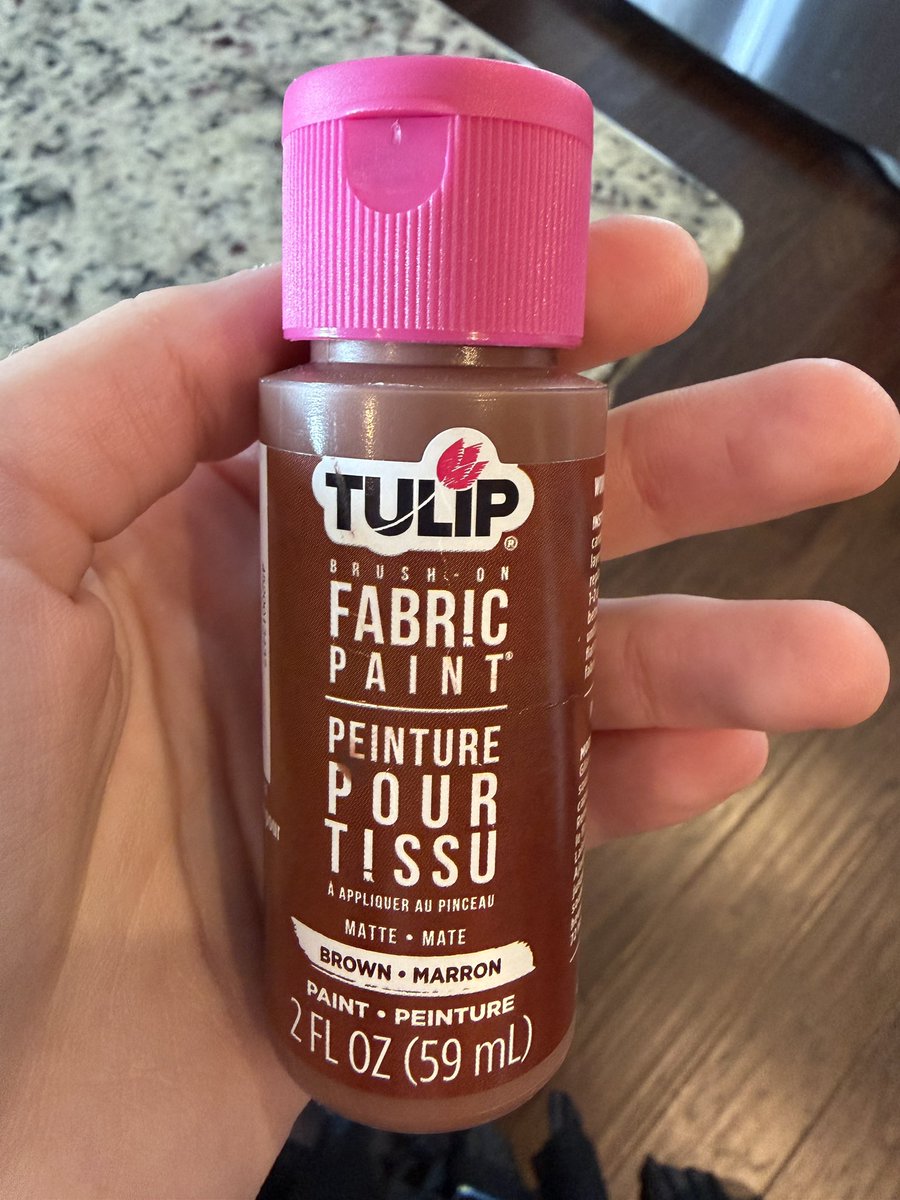 TULIP®
BRUSH-ON
FABRIC
PAINT®
PEINTURE
POUR
TISSU
À APPLIQUER AU PINCEAU
MATTE • MATE
BROWN • MARRON
PAINT • PEINTURE
2 FL OZ (59 mL)